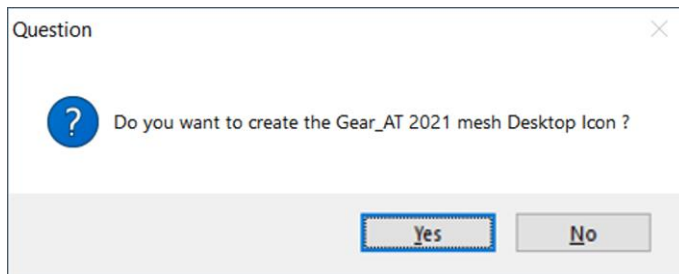 Question
Do you want to create the Gear_AT 2021 mesh Desktop Icon ?
Yes
No